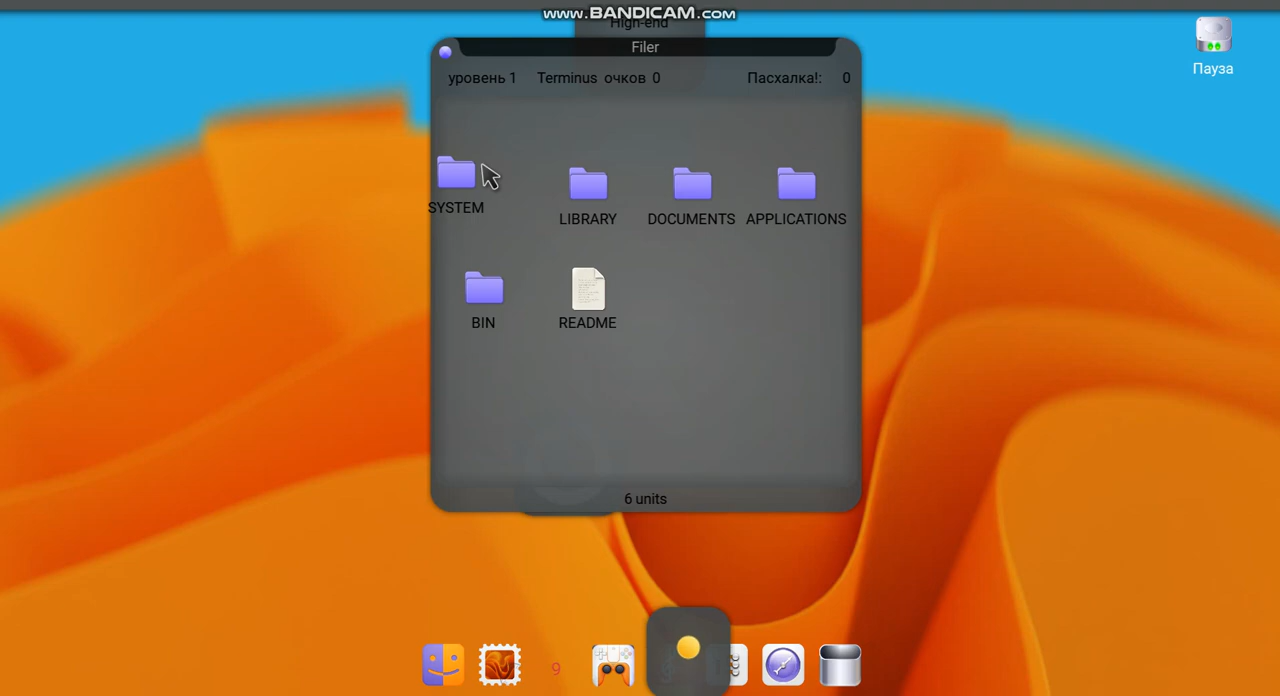 www.BANDICAM.com
High-end
Filer
уровень 1 Terminus очков 0 Пасхалка!: 0
Пауза
SYSTEM LIBRARY DOCUMENTS APPLICATIONS
BIN README
6 units
9